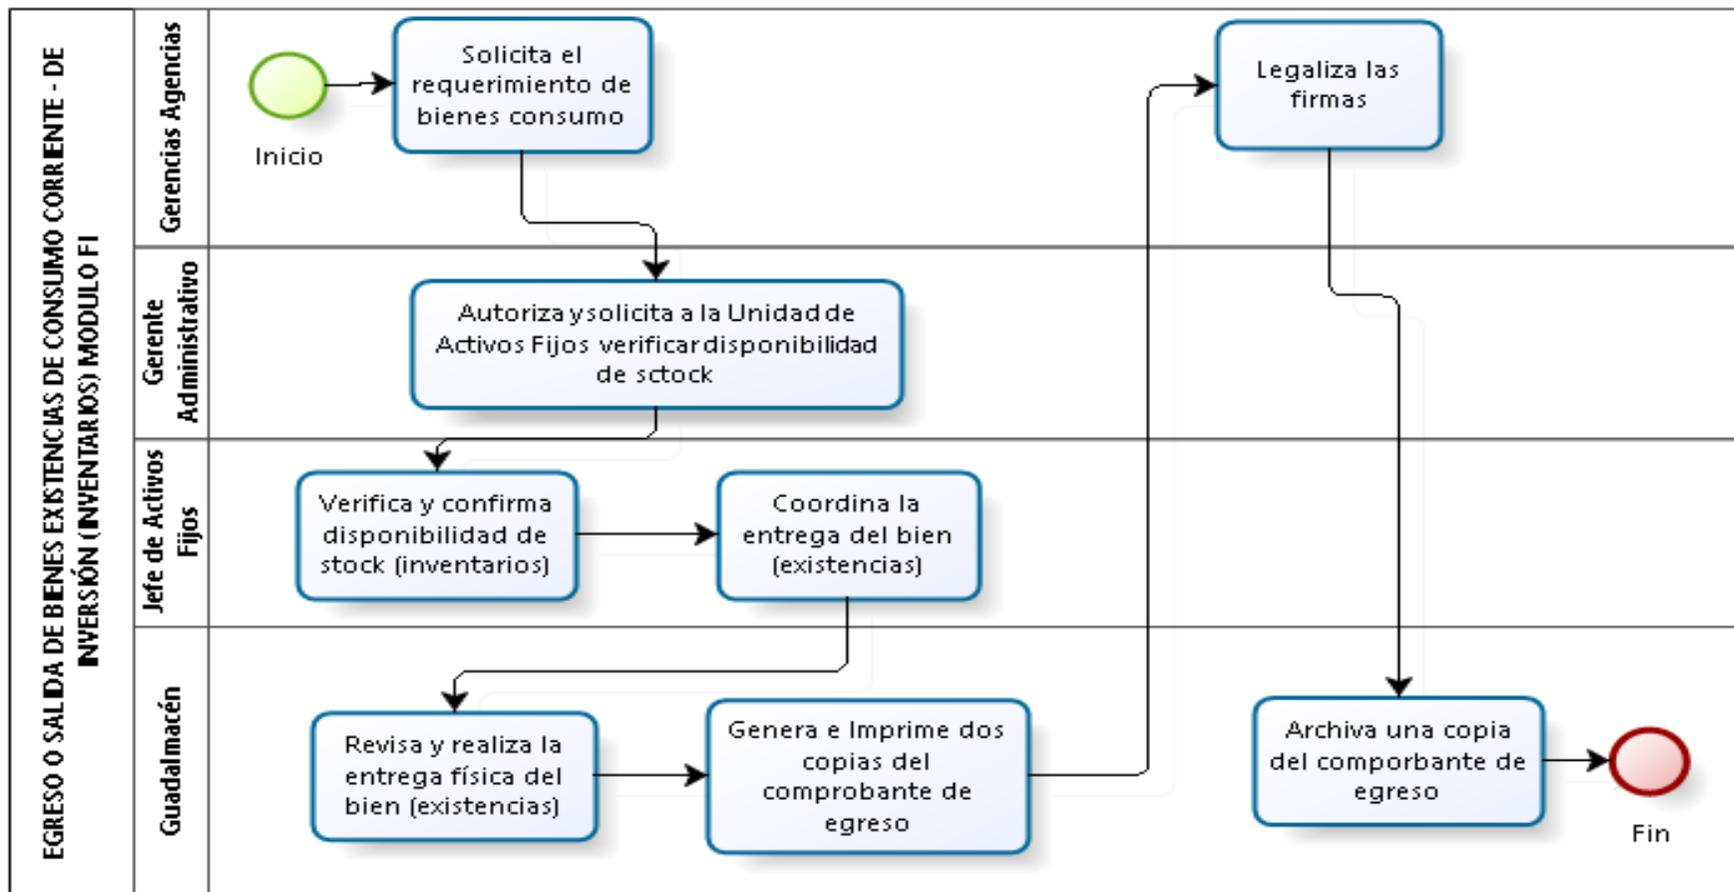 EGRESO O SALIDA DE BIENES EXISTENCIAS DE CONSUMO CORRIENTE - DE
INVERSIÓN (INVENTARIOS) MODULO FI
Gerencias Agencias
Inicio
Solicita el
requerimiento de
bienes consumo
Legaliza las
firmas
Gerente
Administrativo
Autoriza y solicita a la Unidad de
Activos Fijos verificar disponibilidad
de sctock
Jefe de Activos
Fijos
Verifica y confirma
disponibilidad de
stock (inventarios)
Coordina la
entrega del bien
(existencias)
Guadalmacén
Revisa y realiza la
entrega física del
bien (existencias)
Genera e Imprime dos
copias del
comprobante de
egreso
Archiva una copia
del comporbante de
egreso
Fin